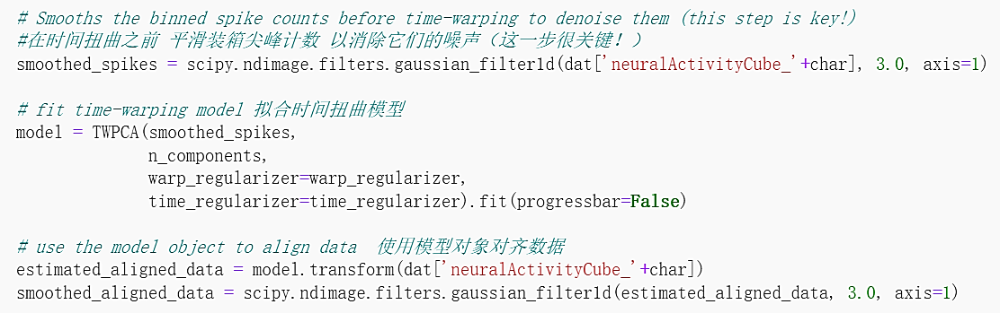 # Smooths the binned spike counts before time-warping to denoise them (this step is key!)
#在时间扭曲之前 平滑装箱尖峰计数 以消除它们的噪声（这一步很关键！）
smoothed_spikes = scipy.ndimage.filters.gaussian_filter1d(dat['neuralActivityCube_'+char], 3.0, axis=1)
# fit time-warping model 拟合时间扭曲模型
model = TWPCA(smoothed_spikes,
n_components,
warp_regularizer=warp_regularizer,
time_regularizer=time_regularizer).fit(progressbar=False)
# use the model object to align data  使用模型对象对齐数据
estimated_aligned_data = model.transform(dat['neuralActivityCube_'+char])
smoothed_aligned_data = scipy.ndimage.filters.gaussian_filter1d(estimated_aligned_data, 3.0, axis=1)